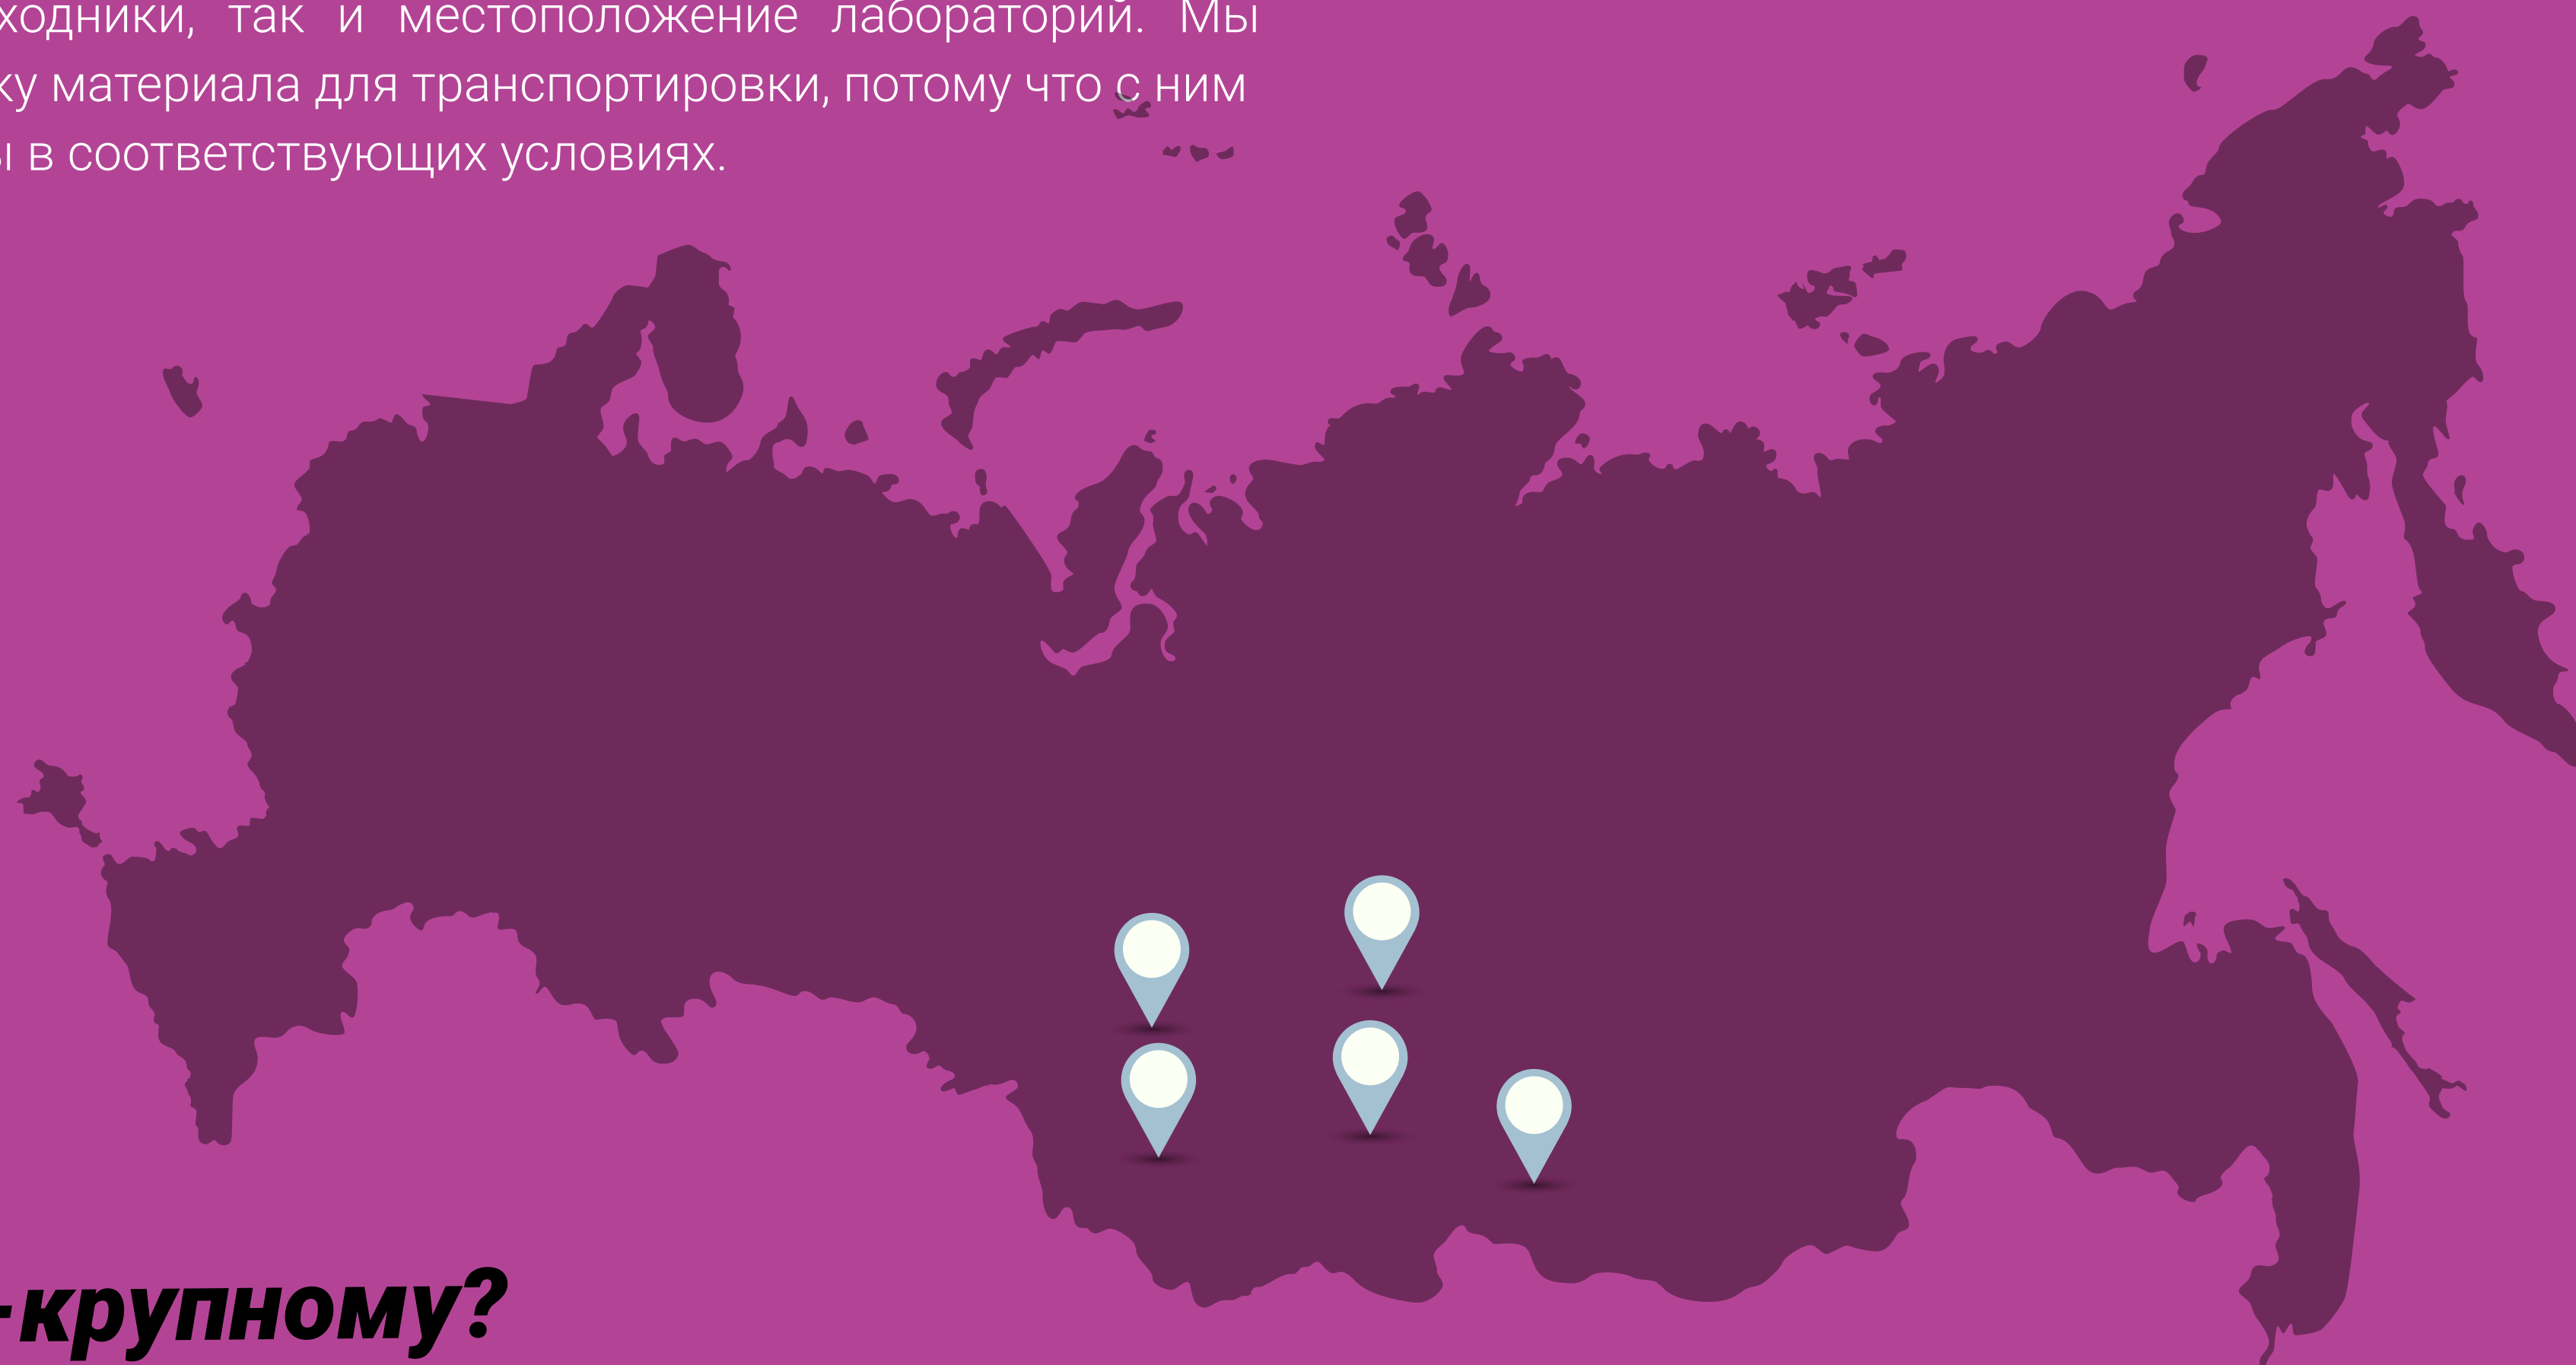 ходники, так и местоположение лабораторий. Мы
ку материала для транспортировки, потому что с ним
ы в соответствующих условиях.
-крупному?